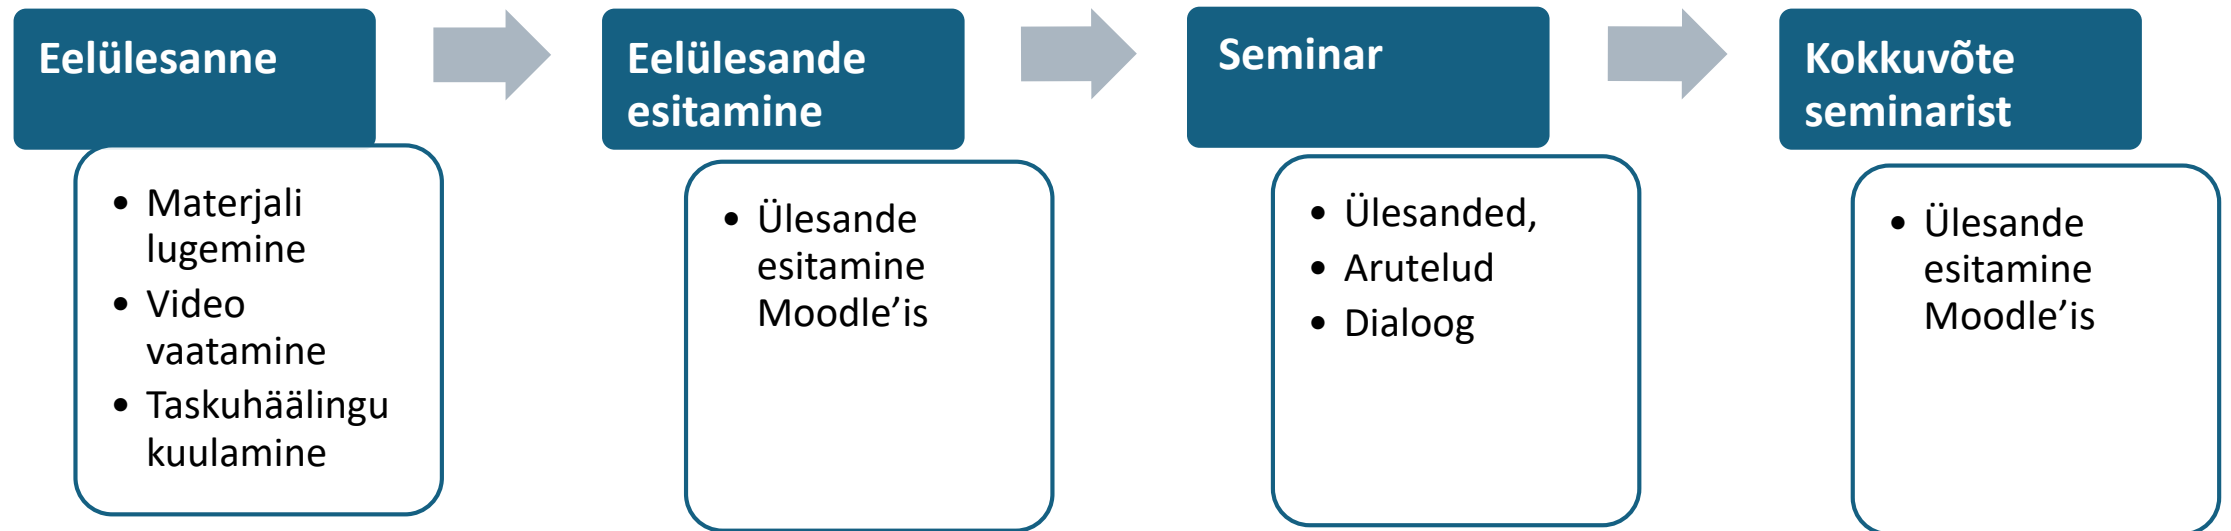 Eelülesanne
• Materjali
lugemine
• Video
vaatamine
• Taskuhäälingu
kuulamine
Eelülesande
esitamine
• Ülesande
esitamine
Moodle’is
Seminar
• Ülesanded,
• Arutelud
• Dialoog
Kokkuvõte
seminarist
• Ülesande
esitamine
Moodle’is